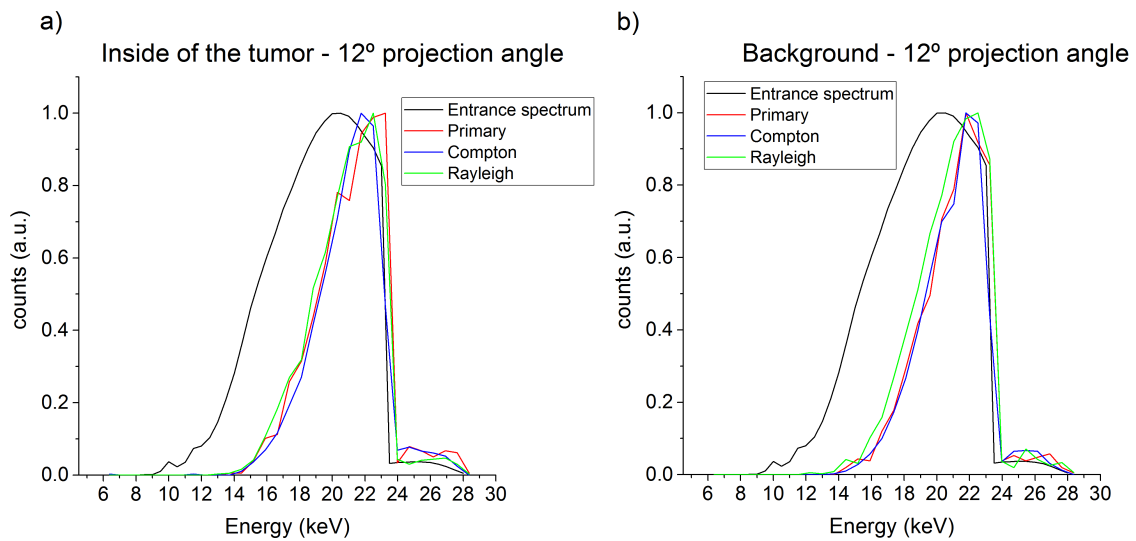 a)
Inside of the tumor - 12º projection angle
1.0
0.8
0.6
0.4
0.2
0.0
counts (a.u.)
Entrance spectrum
Primary
Compton
Rayleigh
6 8 10 12 14 16 18 20 22 24 26 28 30
Energy (keV)
b)
Background - 12º projection angle
1.0
0.8
0.6
0.4
0.2
0.0
counts (a.u.)
Entrance spectrum
Primary
Compton
Rayleigh
6 8 10 12 14 16 18 20 22 24 26 28 30
Energy (keV)